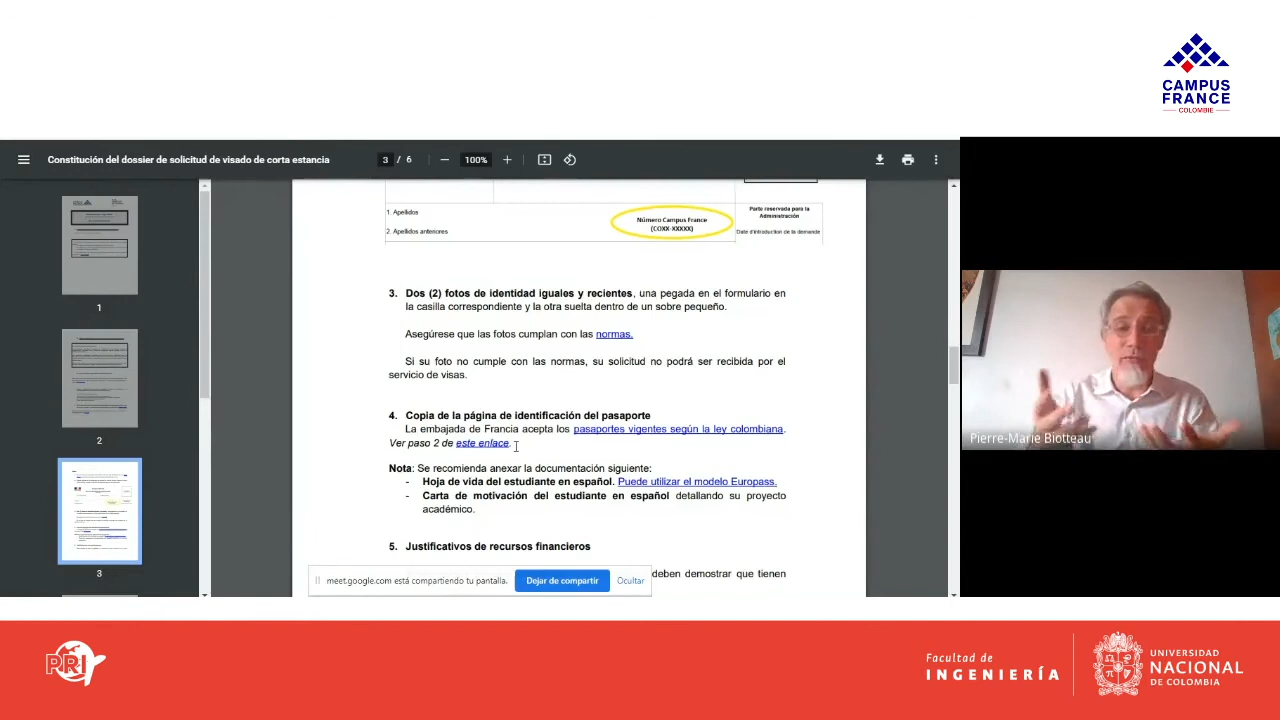 CAMPUS
FRANCE
COLOMBIE
Constitución del dossier de solicitud de visado de corta estancia
3 / 6
100%
1
2
3
1. Apellidos
2. Apellidos anteriores
Número Campus France
(COXX-XXXXX)
Parte reservada para la
Administración
Date d'introduction de la demande
3. Dos (2) fotos de identidad iguales y recientes, una pegada en el formulario en
la casilla correspondiente y la otra suelta dentro de un sobre pequeño.
Asegúrese que las fotos cumplan con las normas.
Si su foto no cumple con las normas, su solicitud no podrá ser recibida por el
servicio de visas.
4. Copia de la página de identificación del pasaporte
La embajada de Francia acepta los pasaportes vigentes según la ley colombiana.
Ver paso 2 de este enlace.
Nota: Se recomienda anexar la documentación siguiente:
- Hoja de vida del estudiante en español. Puede utilizar el modelo Europass.
- Carta de motivación del estudiante en español detallando su proyecto
académico.
5. Justificativos de recursos financieros
deben demostrar que tienen
meet.google.com está compartiendo tu pantalla.
Dejar de compartir
Ocultar
Pierre-Marie Biotteau
PRI
Facultad de
INGENIERÍA
UNIVERSIDAD
NACIONAL
DE COLOMBIA